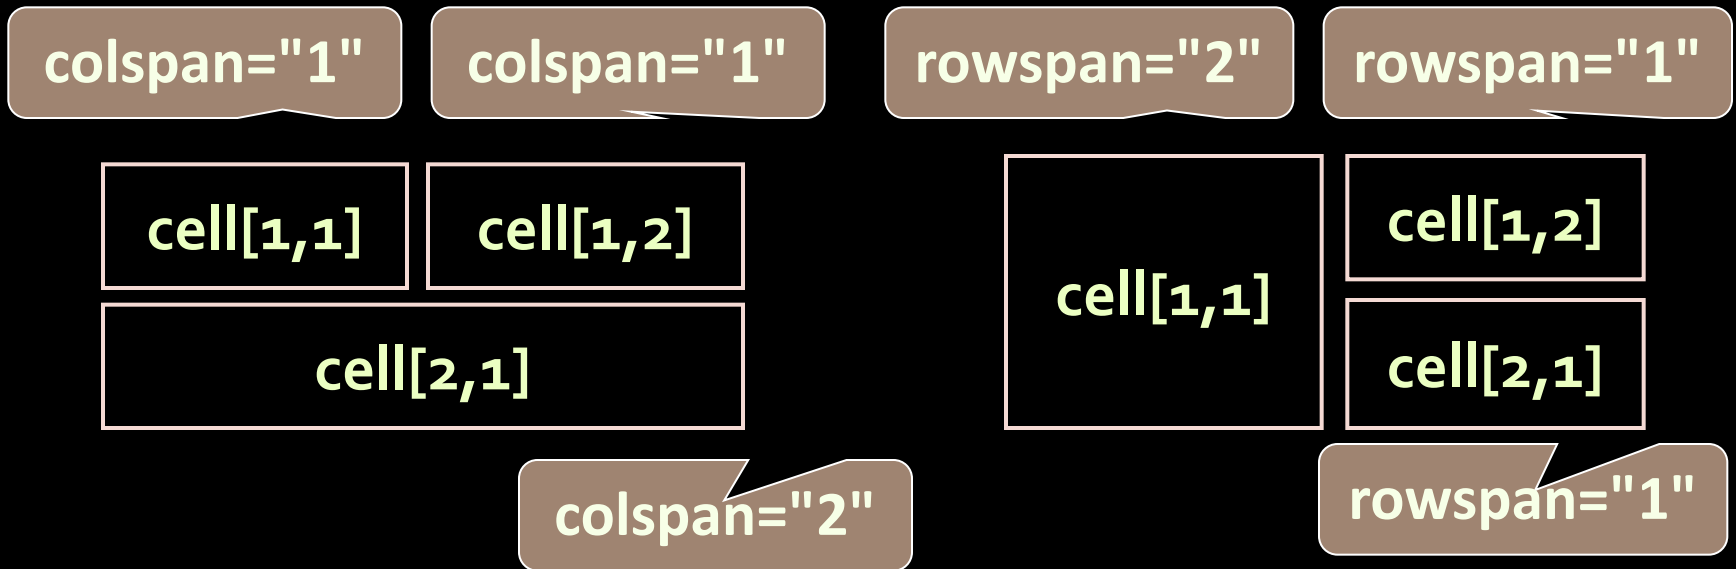 colspan="1"
colspan="1"
rowspan="2"
rowspan="1"
cell[1,1]
cell[1,2]
cell[2,1]
colspan="2"
cell[1,1]
cell[1,2]
cell[2,1]
rowspan="1"